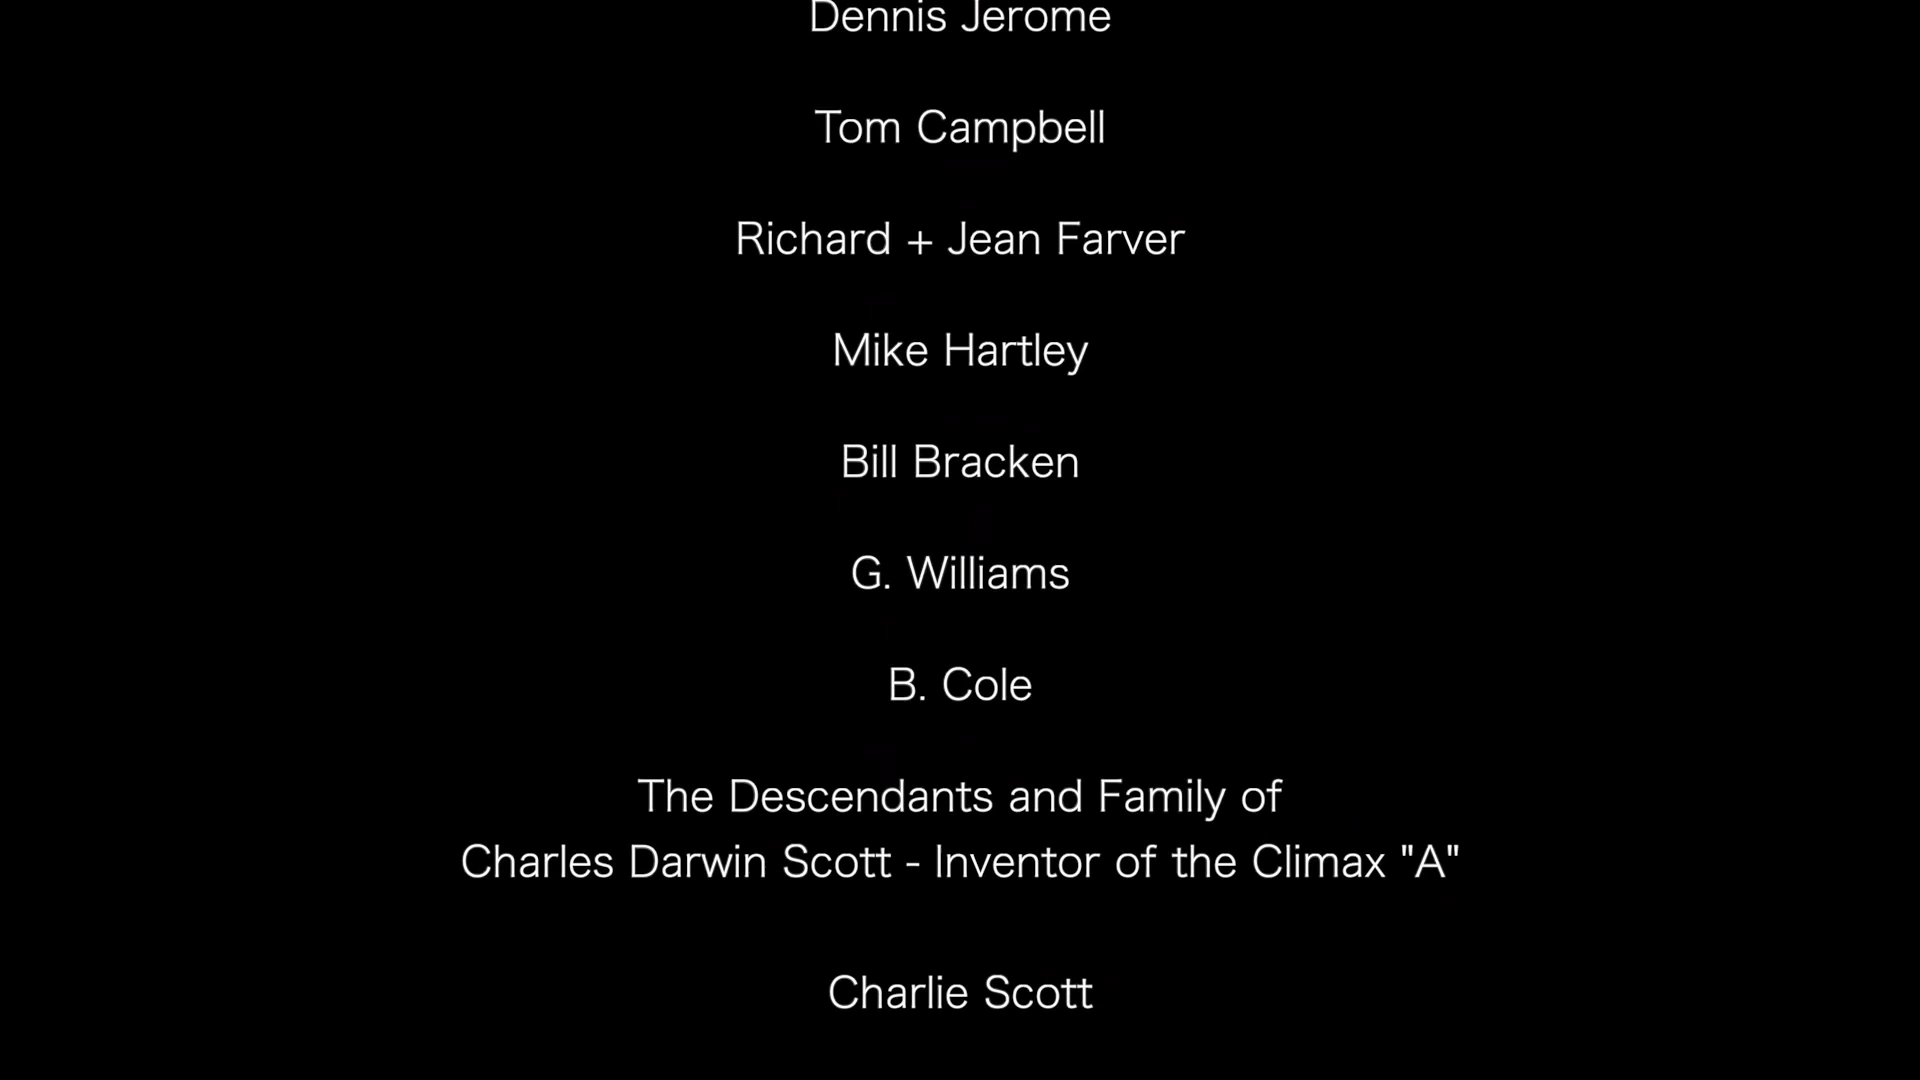 Dennis Jerome
Tom Campbell
Richard + Jean Farver
Mike Hartley
Bill Bracken
G. Williams
B. Cole
The Descendants and Family of
Charles Darwin Scott - Inventor of the Climax "A"
Charlie Scott